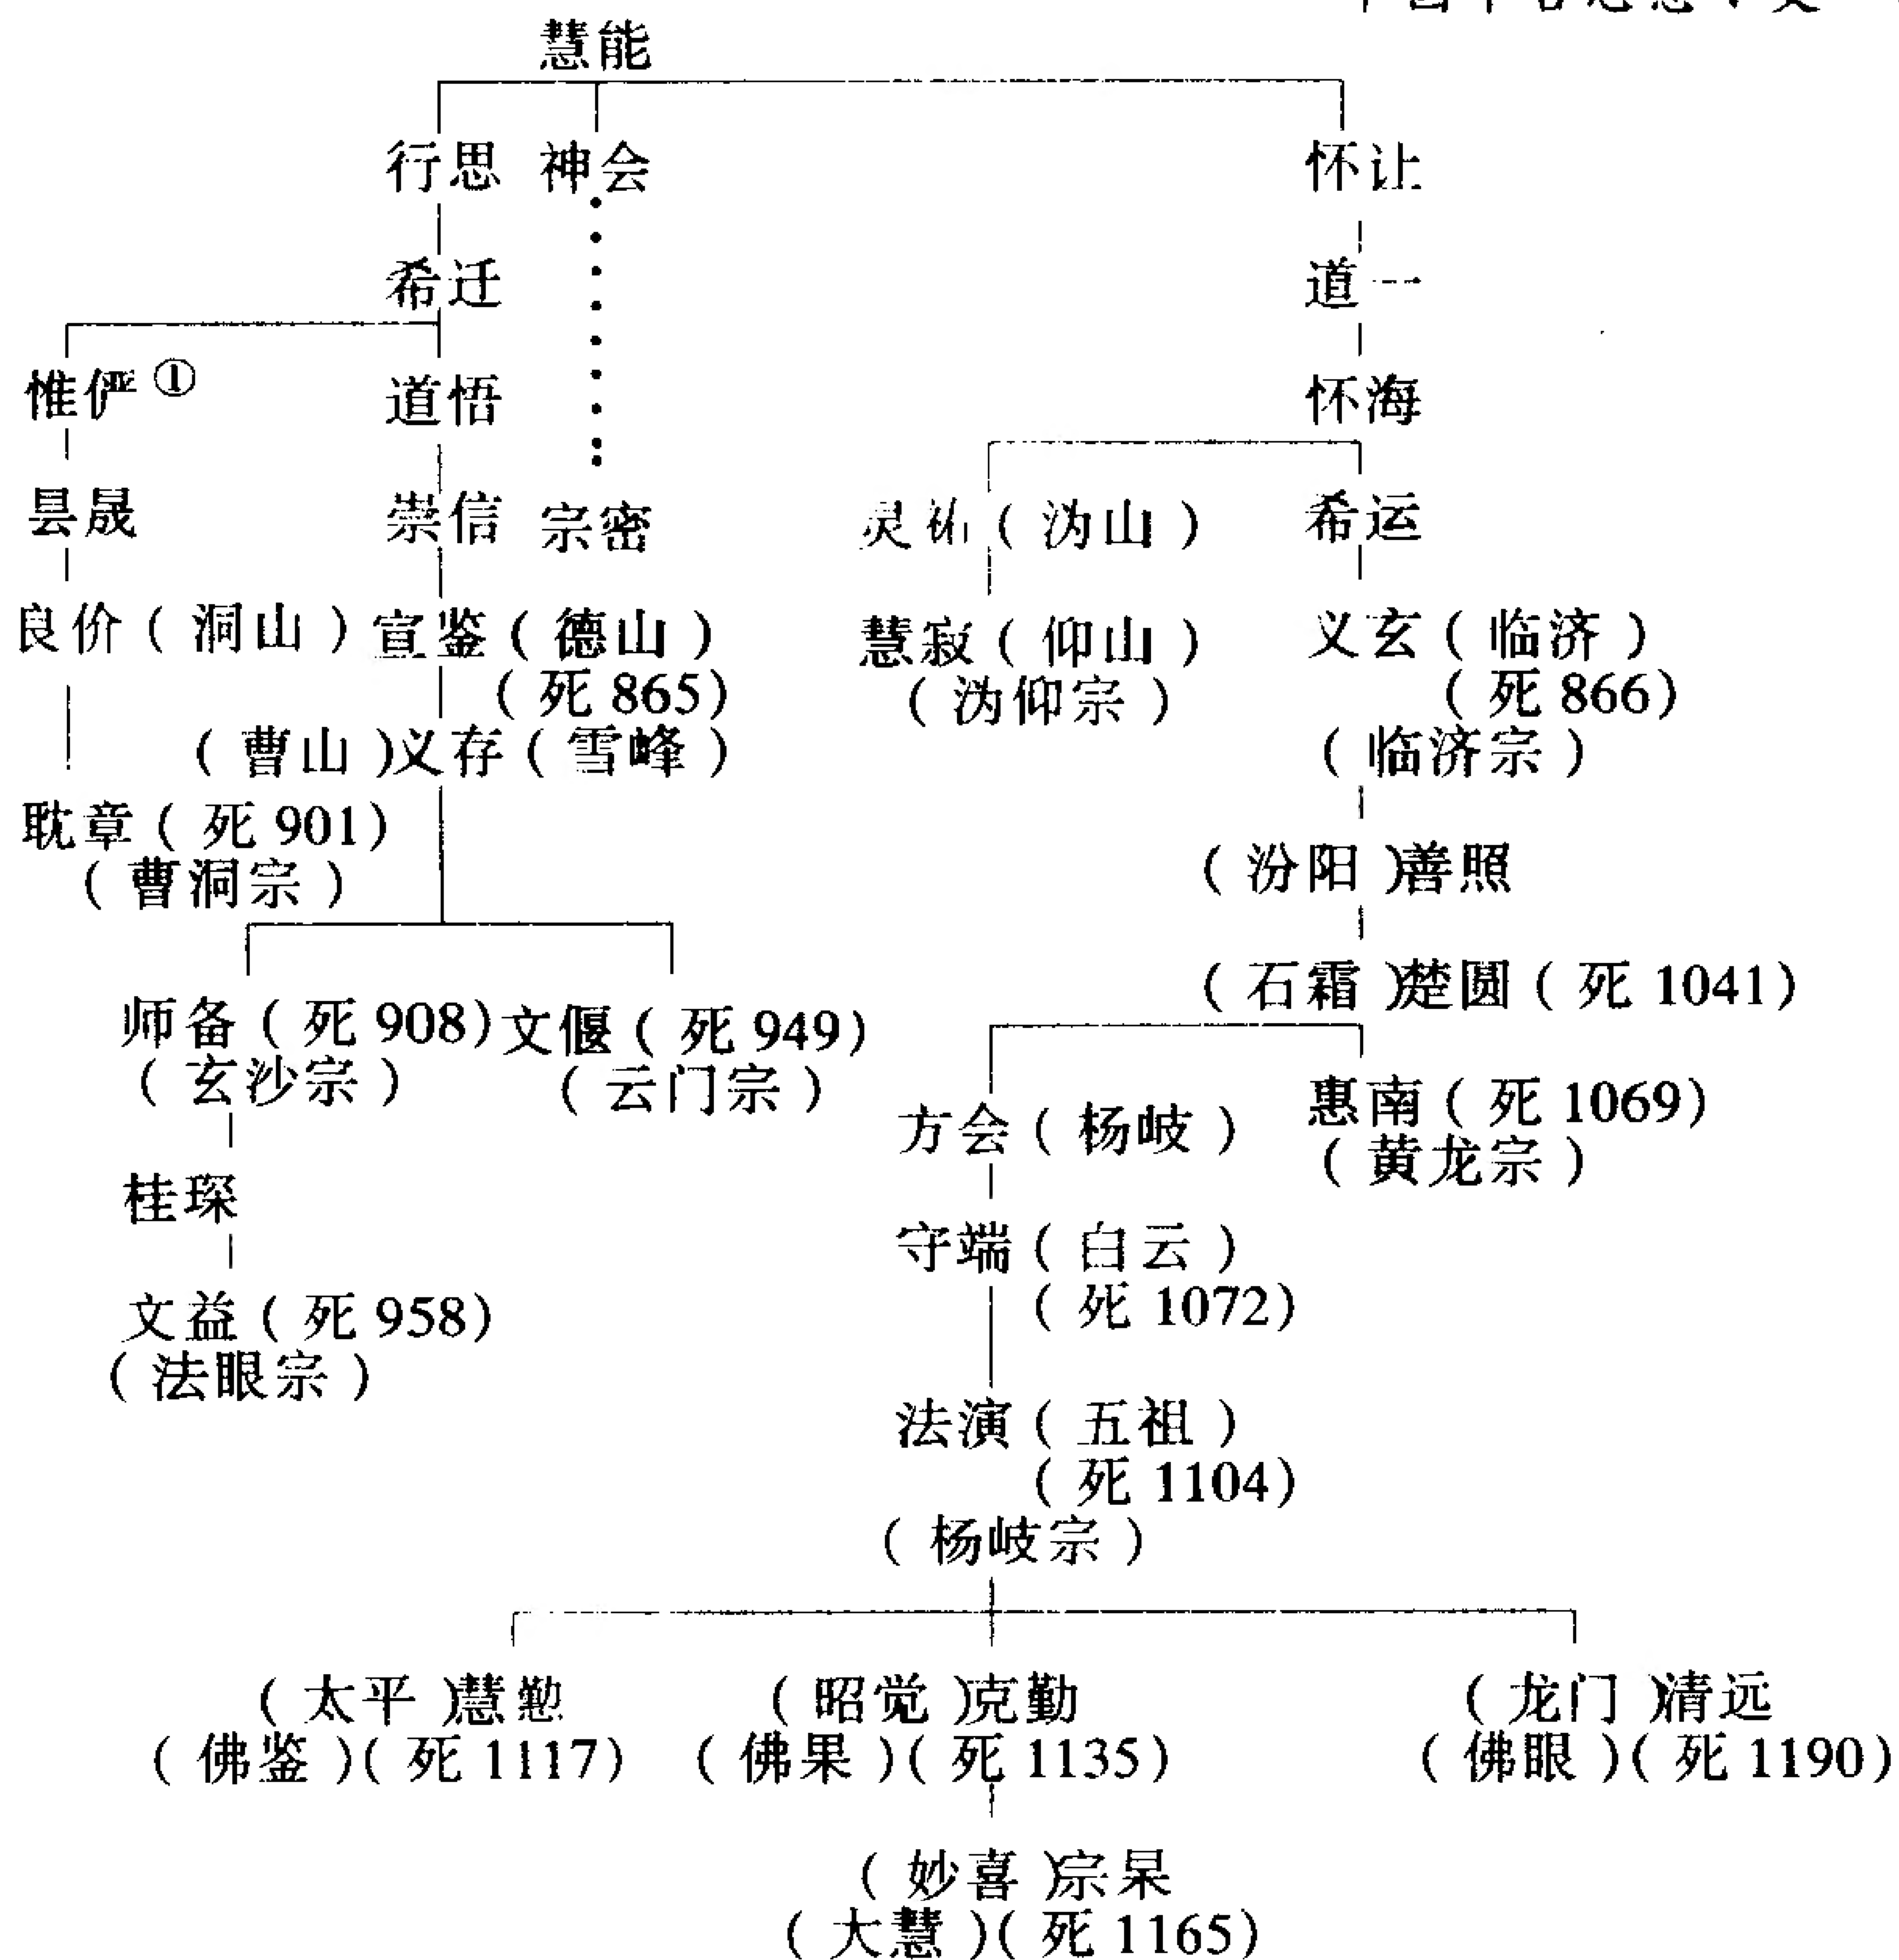 慧能
行思 神会 怀让
希迁 道一
惟俨① 道悟 怀海
昙晟 崇信 宗密 灵祐(沩山) 希运
良价(洞山) 宣鉴(德山) 慧寂(仰山) 义玄(临济)
(死 865) (沩仰宗) (死 866)
(曹山)义存(雪峰) (临济宗)
耽章(死 901)
(曹洞宗) (汾阳)善照
(石霜)楚圆(死 1041)
师备(死 908) 文偃(死 949)
(玄沙宗) (云门宗) 惠南(死 1069)
方会(杨岐) (黄龙宗)
桂琛
守端(白云)
文益(死 958) (死 1072)
(法眼宗)
法演(五祖)
(死 1104)
(杨岐宗)
(太平)慧懃 (昭觉)克勤 (龙门)清远
(佛鉴)(死 1117) (佛果)(死 1135) (佛眼)(死 1190)
(妙喜)宗杲
(大慧)(死 1165)